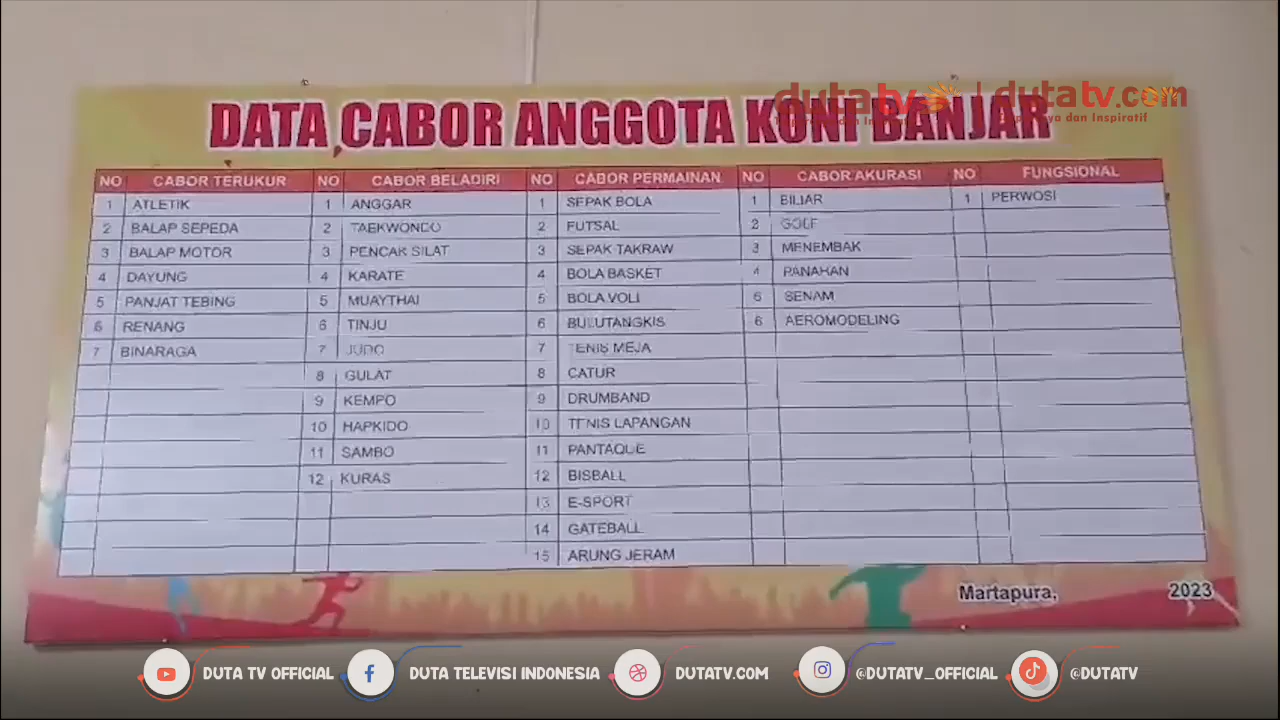 dutatv | dutatv.com
DATA CABOR ANGGOTA KONI BANJAR
NO CABOR TERUKUR NO CABOR BELADIRI NO CABOR PERMAINAN NO CABOR AKURASI NO FUNGSIONAL
1 ATLETIK 1 ANGGAR 1 SEPAK BOLA 1 BILIAR 1 PERWOSI
2 BALAP SEPEDA 2 TAEKWONDO 2 FUTSAL 2 GOLF
3 BALAP MOTOR 3 PENCAK SILAT 3 SEPAK TAKRAW 3 MENEMBAK
4 DAYUNG 4 KARATE 4 BOLA BASKET 4 PANAHAN
5 PANJAT TEBING 5 MUAYTHAI 5 BOLA VOLI 5 SENAM
6 RENANG 6 TINJU 6 BULUTANGKIS 6 AEROMODELING
7 BINARAGA 7 JUDO 7 TENIS MEJA
8 GULAT 8 CATUR
9 KEMPO 9 DRUMBAND
10 HAPKIDO 10 TENIS LAPANGAN
11 SAMBO 11 PANTAQUE
12 KURAS 12 BISBALL
13 E-SPORT
14 GATEBALL
15 ARUNG JERAM
Martapura, 2023
DUTA TV OFFICIAL DUTA TELEVISI INDONESIA DUTATV.COM @DUTATV_OFFICIAL @DUTATV